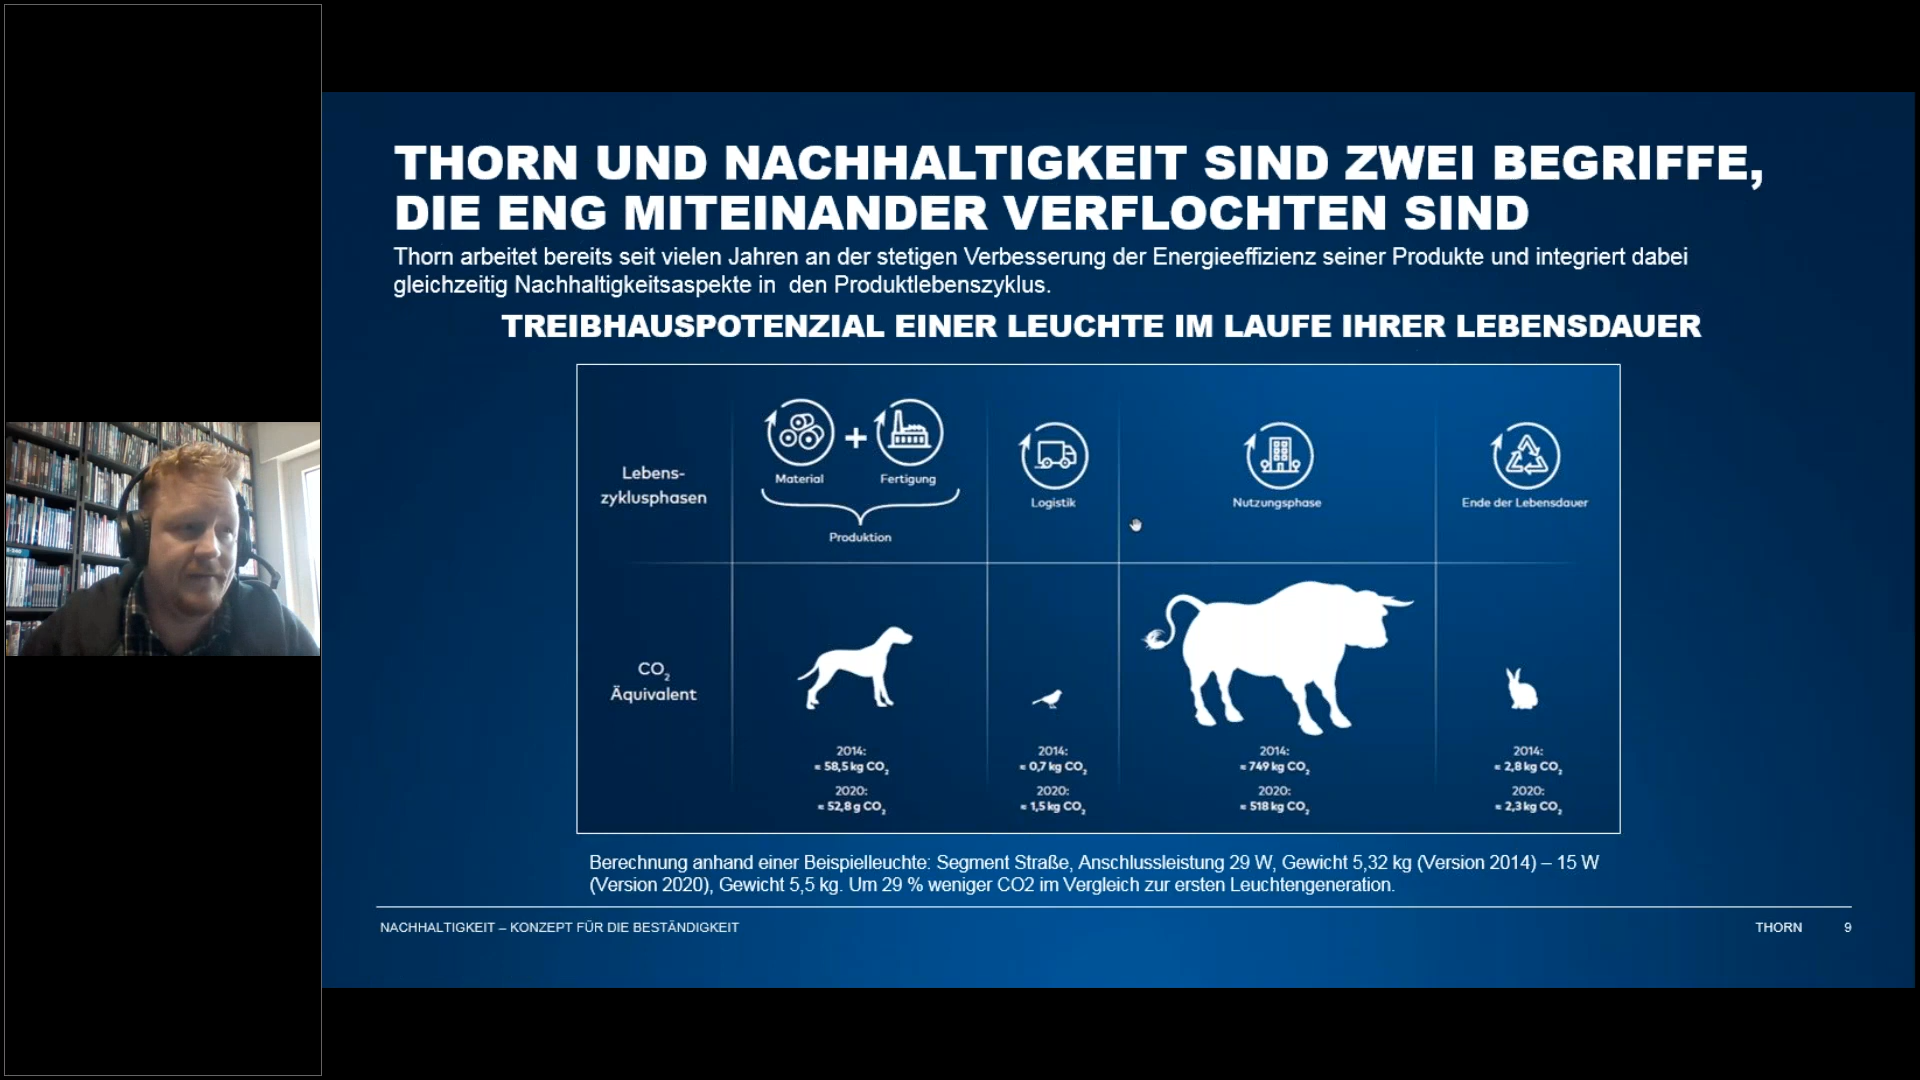 THORN UND NACHHALTIGKEIT SIND ZWEI BEGRIFFE,
DIE ENG MITEINANDER VERFLOCHTEN SIND
Thorn arbeitet bereits seit vielen Jahren an der stetigen Verbesserung der Energieeffizienz seiner Produkte und integriert dabei
gleichzeitig Nachhaltigkeitsaspekte in den Produktlebenszyklus.
TREIBHAUSPOTENZIAL EINER LEUCHTE IM LAUFE IHRER LEBENSDAUER
Lebens-
zyklusphasen
Material
+
Fertigung
Produktion
Logistik
Nutzungsphase
Ende der Lebensdauer
CO₂
Äquivalent
2014:
≈ 58,5 kg CO₂
2020:
≈ 52,8 g CO₂
2014:
≈ 0,7 kg CO₂
2020:
≈ 1,5 kg CO₂
2014:
≈ 749 kg CO₂
2020:
≈ 518 kg CO₂
2014:
≈ 2,8 kg CO₂
2020:
≈ 2,3 kg CO₂
Berechnung anhand einer Beispielleuchte: Segment Straße, Anschlussleistung 29 W, Gewicht 5,32 kg (Version 2014) – 15 W
(Version 2020), Gewicht 5,5 kg. Um 29 % weniger CO2 im Vergleich zur ersten Leuchtengeneration.
NACHHALTIGKEIT – KONZEPT FÜR DIE BESTÄNDIGKEIT
THORN 9